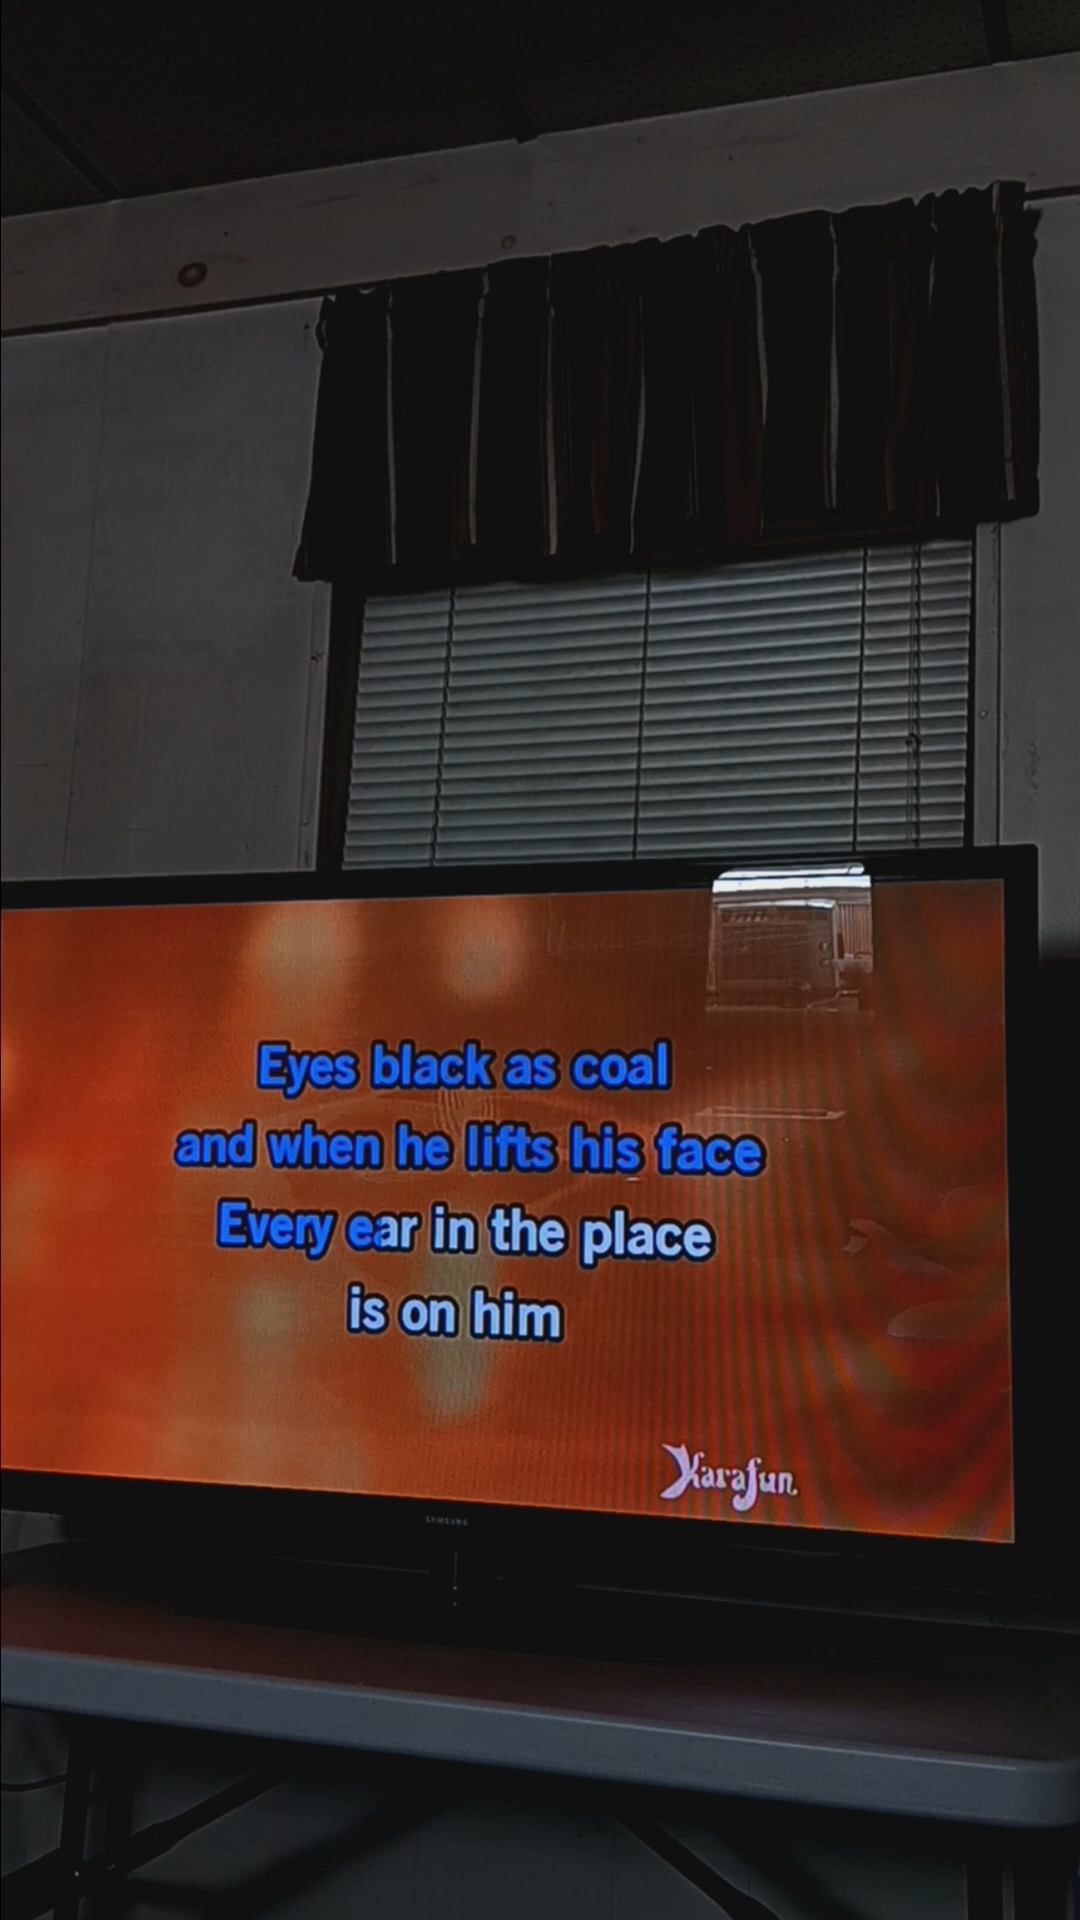 Eyes black as coal
and when he lifts his face
Every ear in the place
is on him
Karafun
SAMSUNG